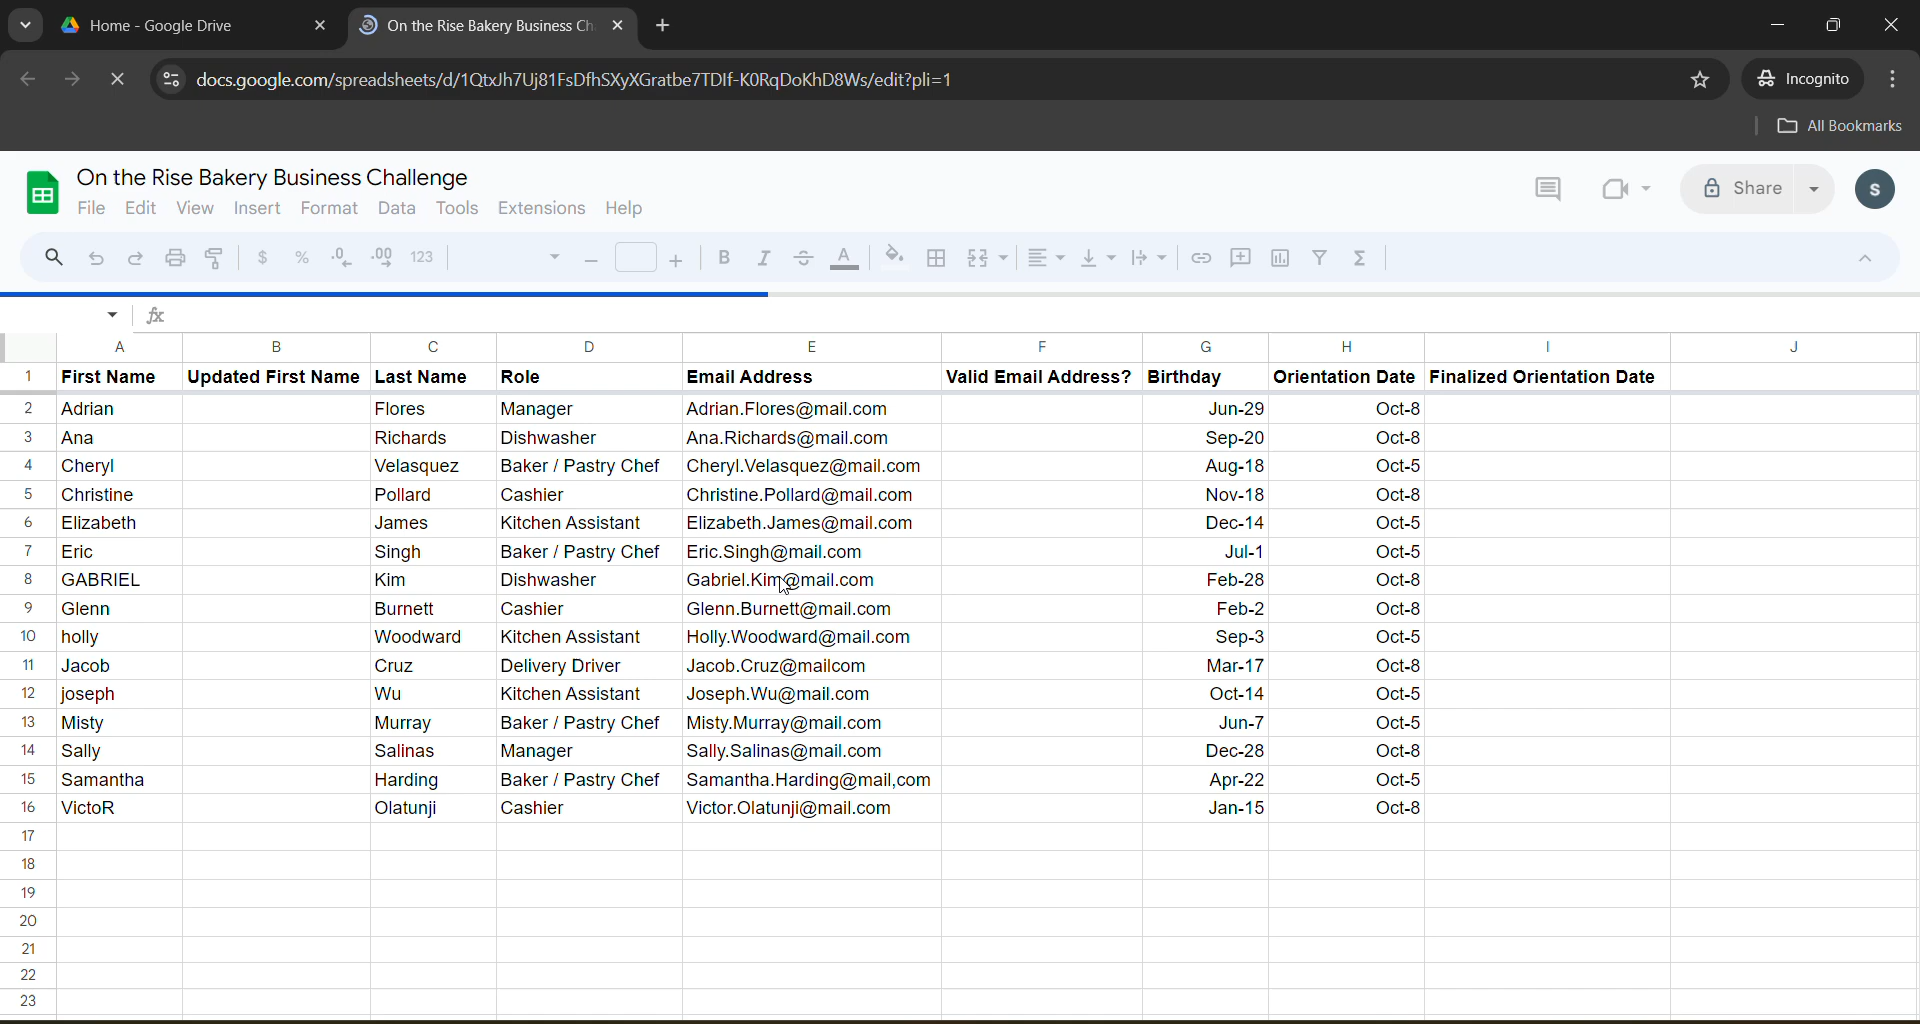 Home - Google Drive
On the Rise Bakery Business Ch
docs.google.com/spreadsheets/d/1QtxJh7Uj81FsDfhSXyXGratbe7TDIf-K0RqDoKhD8Ws/edit?pli=1
Incognito
All Bookmarks
On the Rise Bakery Business Challenge
File Edit View Insert Format Data Tools Extensions Help
Share
S
$ % .0 .00 123 B I S A Σ
fx
A B C D E F G H I J
1 First Name Updated First Name Last Name Role Email Address Valid Email Address? Birthday Orientation Date Finalized Orientation Date
2 Adrian Flores Manager Adrian.Flores@mail.com Jun-29 Oct-8
3 Ana Richards Dishwasher Ana.Richards@mail.com Sep-20 Oct-8
4 Cheryl Velasquez Baker / Pastry Chef Cheryl.Velasquez@mail.com Aug-18 Oct-5
5 Christine Pollard Cashier Christine.Pollard@mail.com Nov-18 Oct-8
6 Elizabeth James Kitchen Assistant Elizabeth.James@mail.com Dec-14 Oct-5
7 Eric Singh Baker / Pastry Chef Eric.Singh@mail.com Jul-1 Oct-5
8 GABRIEL Kim Dishwasher Gabriel.Kim@mail.com Feb-28 Oct-8
9 Glenn Burnett Cashier Glenn.Burnett@mail.com Feb-2 Oct-8
10 holly Woodward Kitchen Assistant Holly.Woodward@mail.com Sep-3 Oct-5
11 Jacob Cruz Delivery Driver Jacob.Cruz@mailcom Mar-17 Oct-8
12 joseph Wu Kitchen Assistant Joseph.Wu@mail.com Oct-14 Oct-5
13 Misty Murray Baker / Pastry Chef Misty.Murray@mail.com Jun-7 Oct-5
14 Sally Salinas Manager Sally.Salinas@mail.com Dec-28 Oct-8
15 Samantha Harding Baker / Pastry Chef Samantha.Harding@mail,com Apr-22 Oct-5
16 VictoR Olatunji Cashier Victor.Olatunji@mail.com Jan-15 Oct-8
17
18
19
20
21
22
23